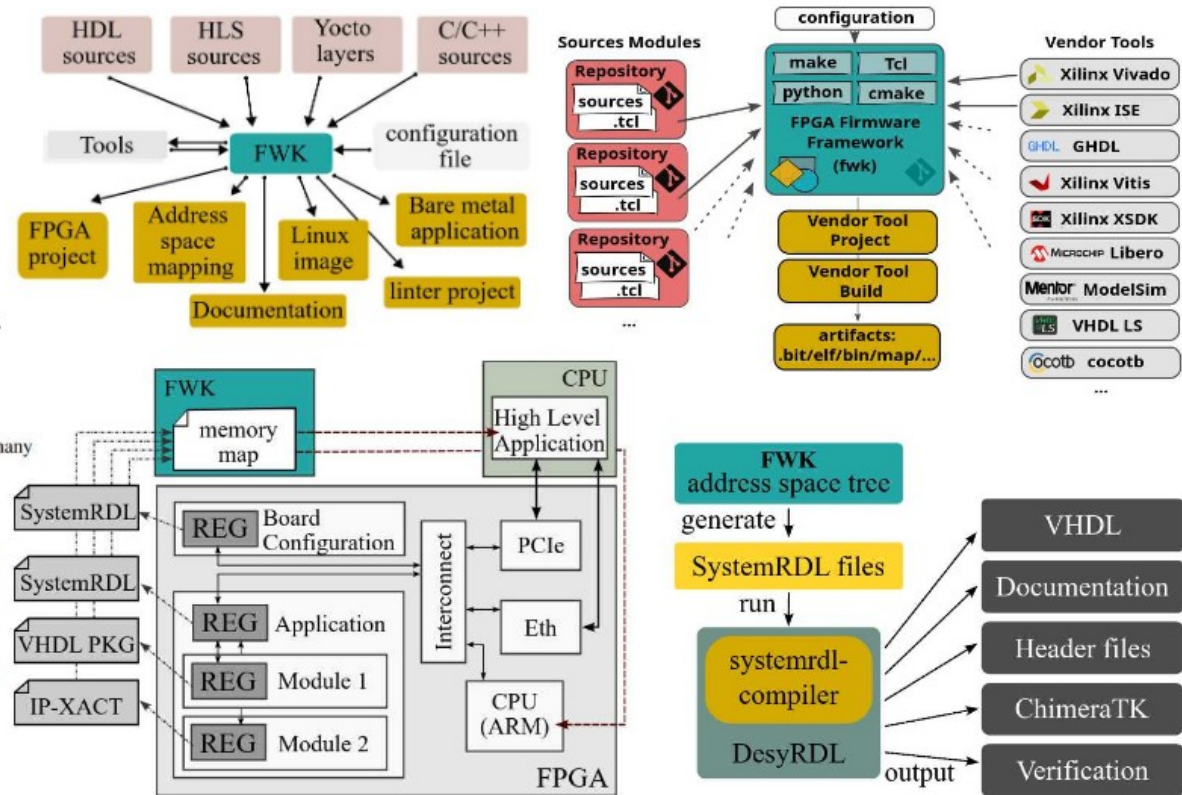 HDL
sources
HLS
sources
Yocto
layers
C/C++
sources
Tools
FWK
configuration
file
FPGA
project
Address
space
mapping
Linux
image
Bare metal
application
Documentation
linter project
configuration
Sources Modules
Repository
sources
.tcl
Repository
sources
.tcl
Repository
sources
.tcl
...
make
Tcl
python
cmake
FPGA Firmware
Framework
(fwk)
Vendor Tool
Project
Vendor Tool
Build
artifacts:
.bit/elf/bin/map/...
Vendor Tools
Xilinx Vivado
Xilinx ISE
GHDL GHDL
Xilinx Vitis
Xilinx XSDK
MICROCHIP Libero
Mentor ModelSim
LS VHDL LS
cocotb cocotb
...
many
FWK
memory
map
CPU
High Level
Application
SystemRDL
SystemRDL
VHDL PKG
IP-XACT
REG
Board
Configuration
REG
Application
REG
Module 1
REG
Module 2
Interconnect
PCIe
Eth
CPU
(ARM)
FPGA
FWK
address space tree
generate
SystemRDL files
run
systemrdl-
compiler
DesyRDL
output
VHDL
Documentation
Header files
ChimeraTK
Verification